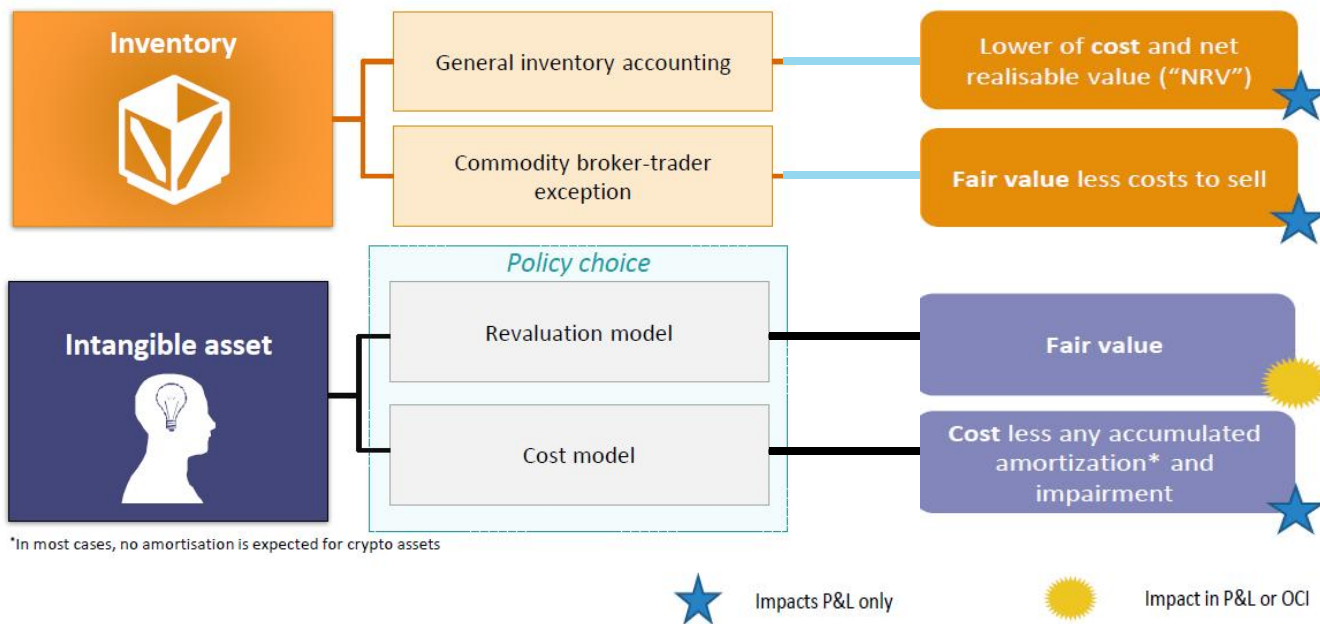 Inventory
General inventory accounting
Lower of cost and net
realisable value (“NRV”)
Commodity broker-trader
exception
Fair value less costs to sell
Policy choice
Intangible asset
Revaluation model
Fair value
Cost model
Cost less any accumulated
amortization* and
impairment
*In most cases, no amortisation is expected for crypto assets
Impacts P&L only
Impact in P&L or OCI